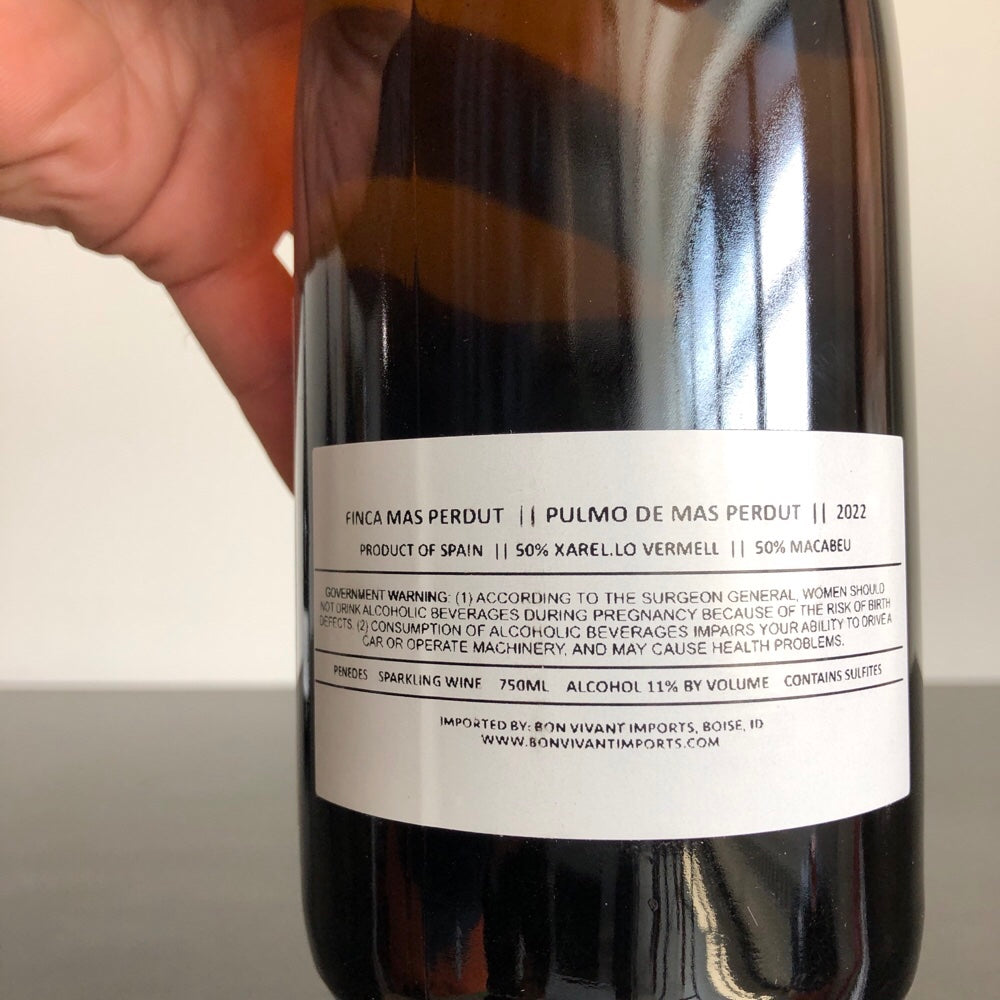 FINCA MAS PERDUT || PULMO DE MAS PERDUT || 2022
PRODUCT OF SPAIN || 50% XAREL.LO VERMELL || 50% MACABEU
GOVERNMENT WARNING: (1) ACCORDING TO THE SURGEON GENERAL, WOMEN SHOULD
NOT DRINK ALCOHOLIC BEVERAGES DURING PREGNANCY BECAUSE OF THE RISK OF BIRTH
DEFECTS. (2) CONSUMPTION OF ALCOHOLIC BEVERAGES IMPAIRS YOUR ABILITY TO DRIVE A
CAR OR OPERATE MACHINERY, AND MAY CAUSE HEALTH PROBLEMS.
PENEDES SPARKLING WINE 750ML ALCOHOL 11% BY VOLUME CONTAINS SULFITES
IMPORTED BY: BON VIVANT IMPORTS, BOISE, ID
WWW.BONVIVANTIMPORTS.COM